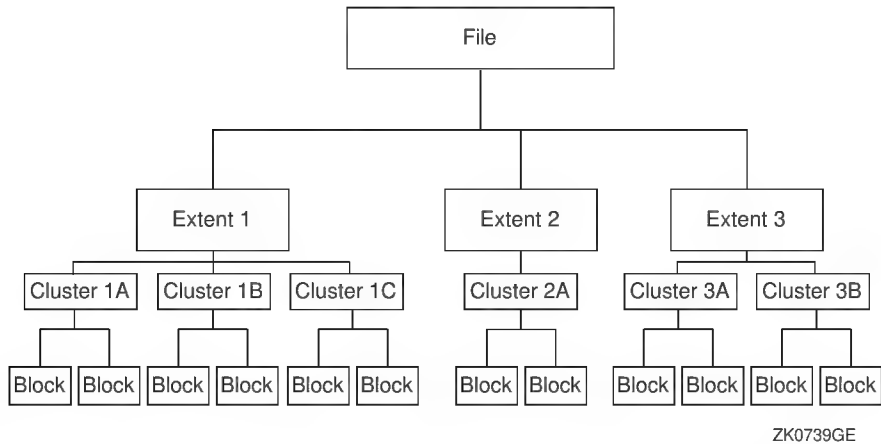 File
Extent 1 Extent 2 Extent 3
Cluster 1A Cluster 1B Cluster 1C Cluster 2A Cluster 3A Cluster 3B
Block Block Block Block Block Block Block Block Block Block Block Block
ZK0739GE